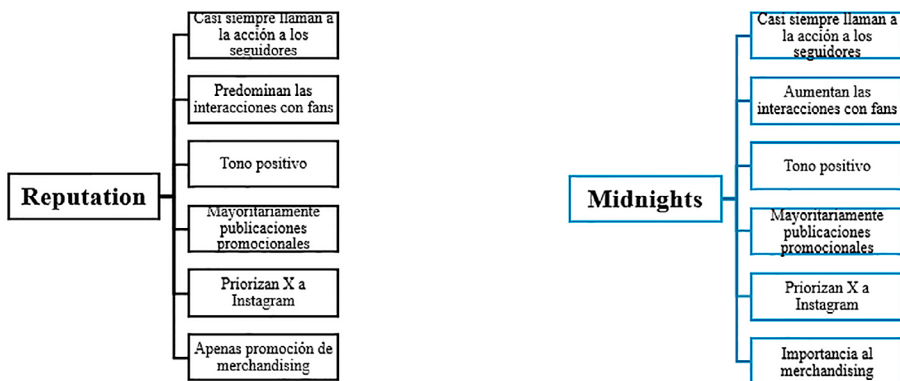 Casi siempre llaman a
la acción a los
seguidores
Predominan las
interacciones con fans
Tono positivo
Reputation
Mayoritariamente
publicaciones
promocionales
Priorizan X a
Instagram
Apenas promoción de
merchandising
Casi siempre llaman a
la acción a los
seguidores
Aumentan las
interacciones con fans
Tono positivo
Midnights
Mayoritariamente
publicaciones
promocionales
Priorizan X a
Instagram
Importancia al
merchandising